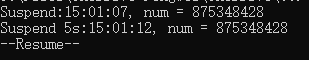 Suspend:15:01:07, num = 875348428
Suspend 5s:15:01:12, num = 875348428
--Resume--